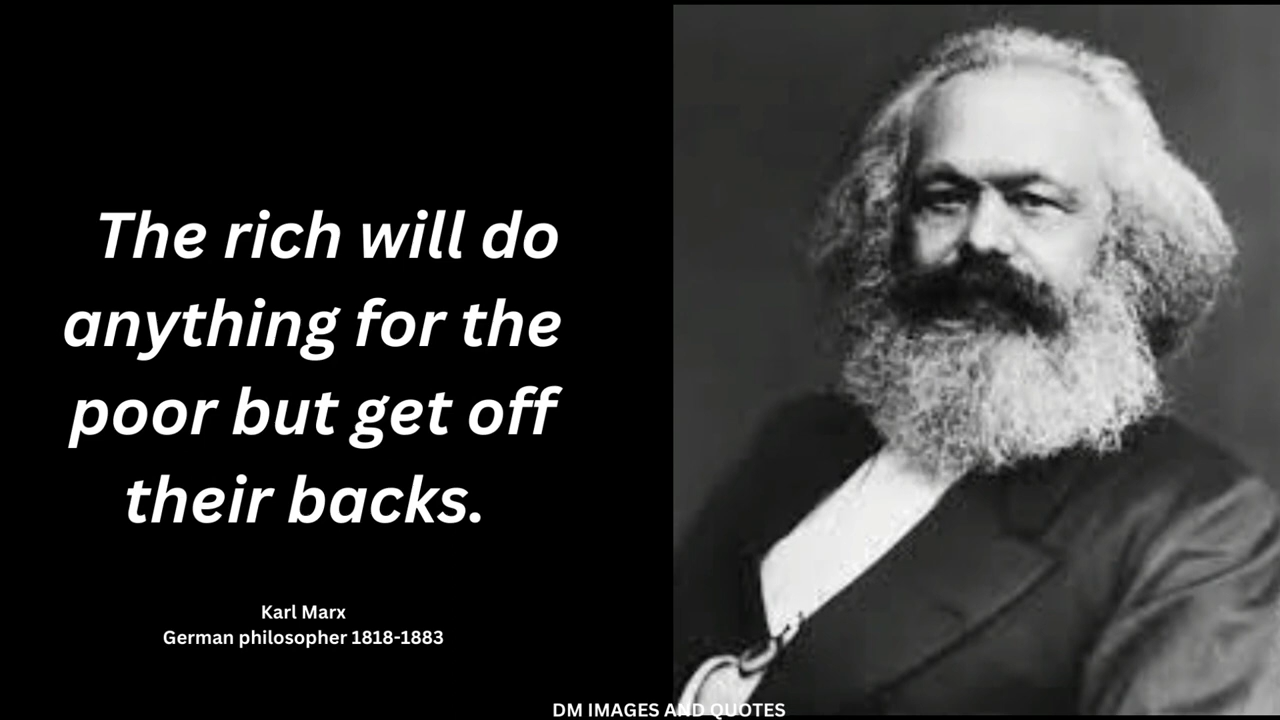 The rich will do
anything for the
poor but get off
their backs.
Karl Marx
German philosopher 1818-1883
DM IMAGES AND QUOTES